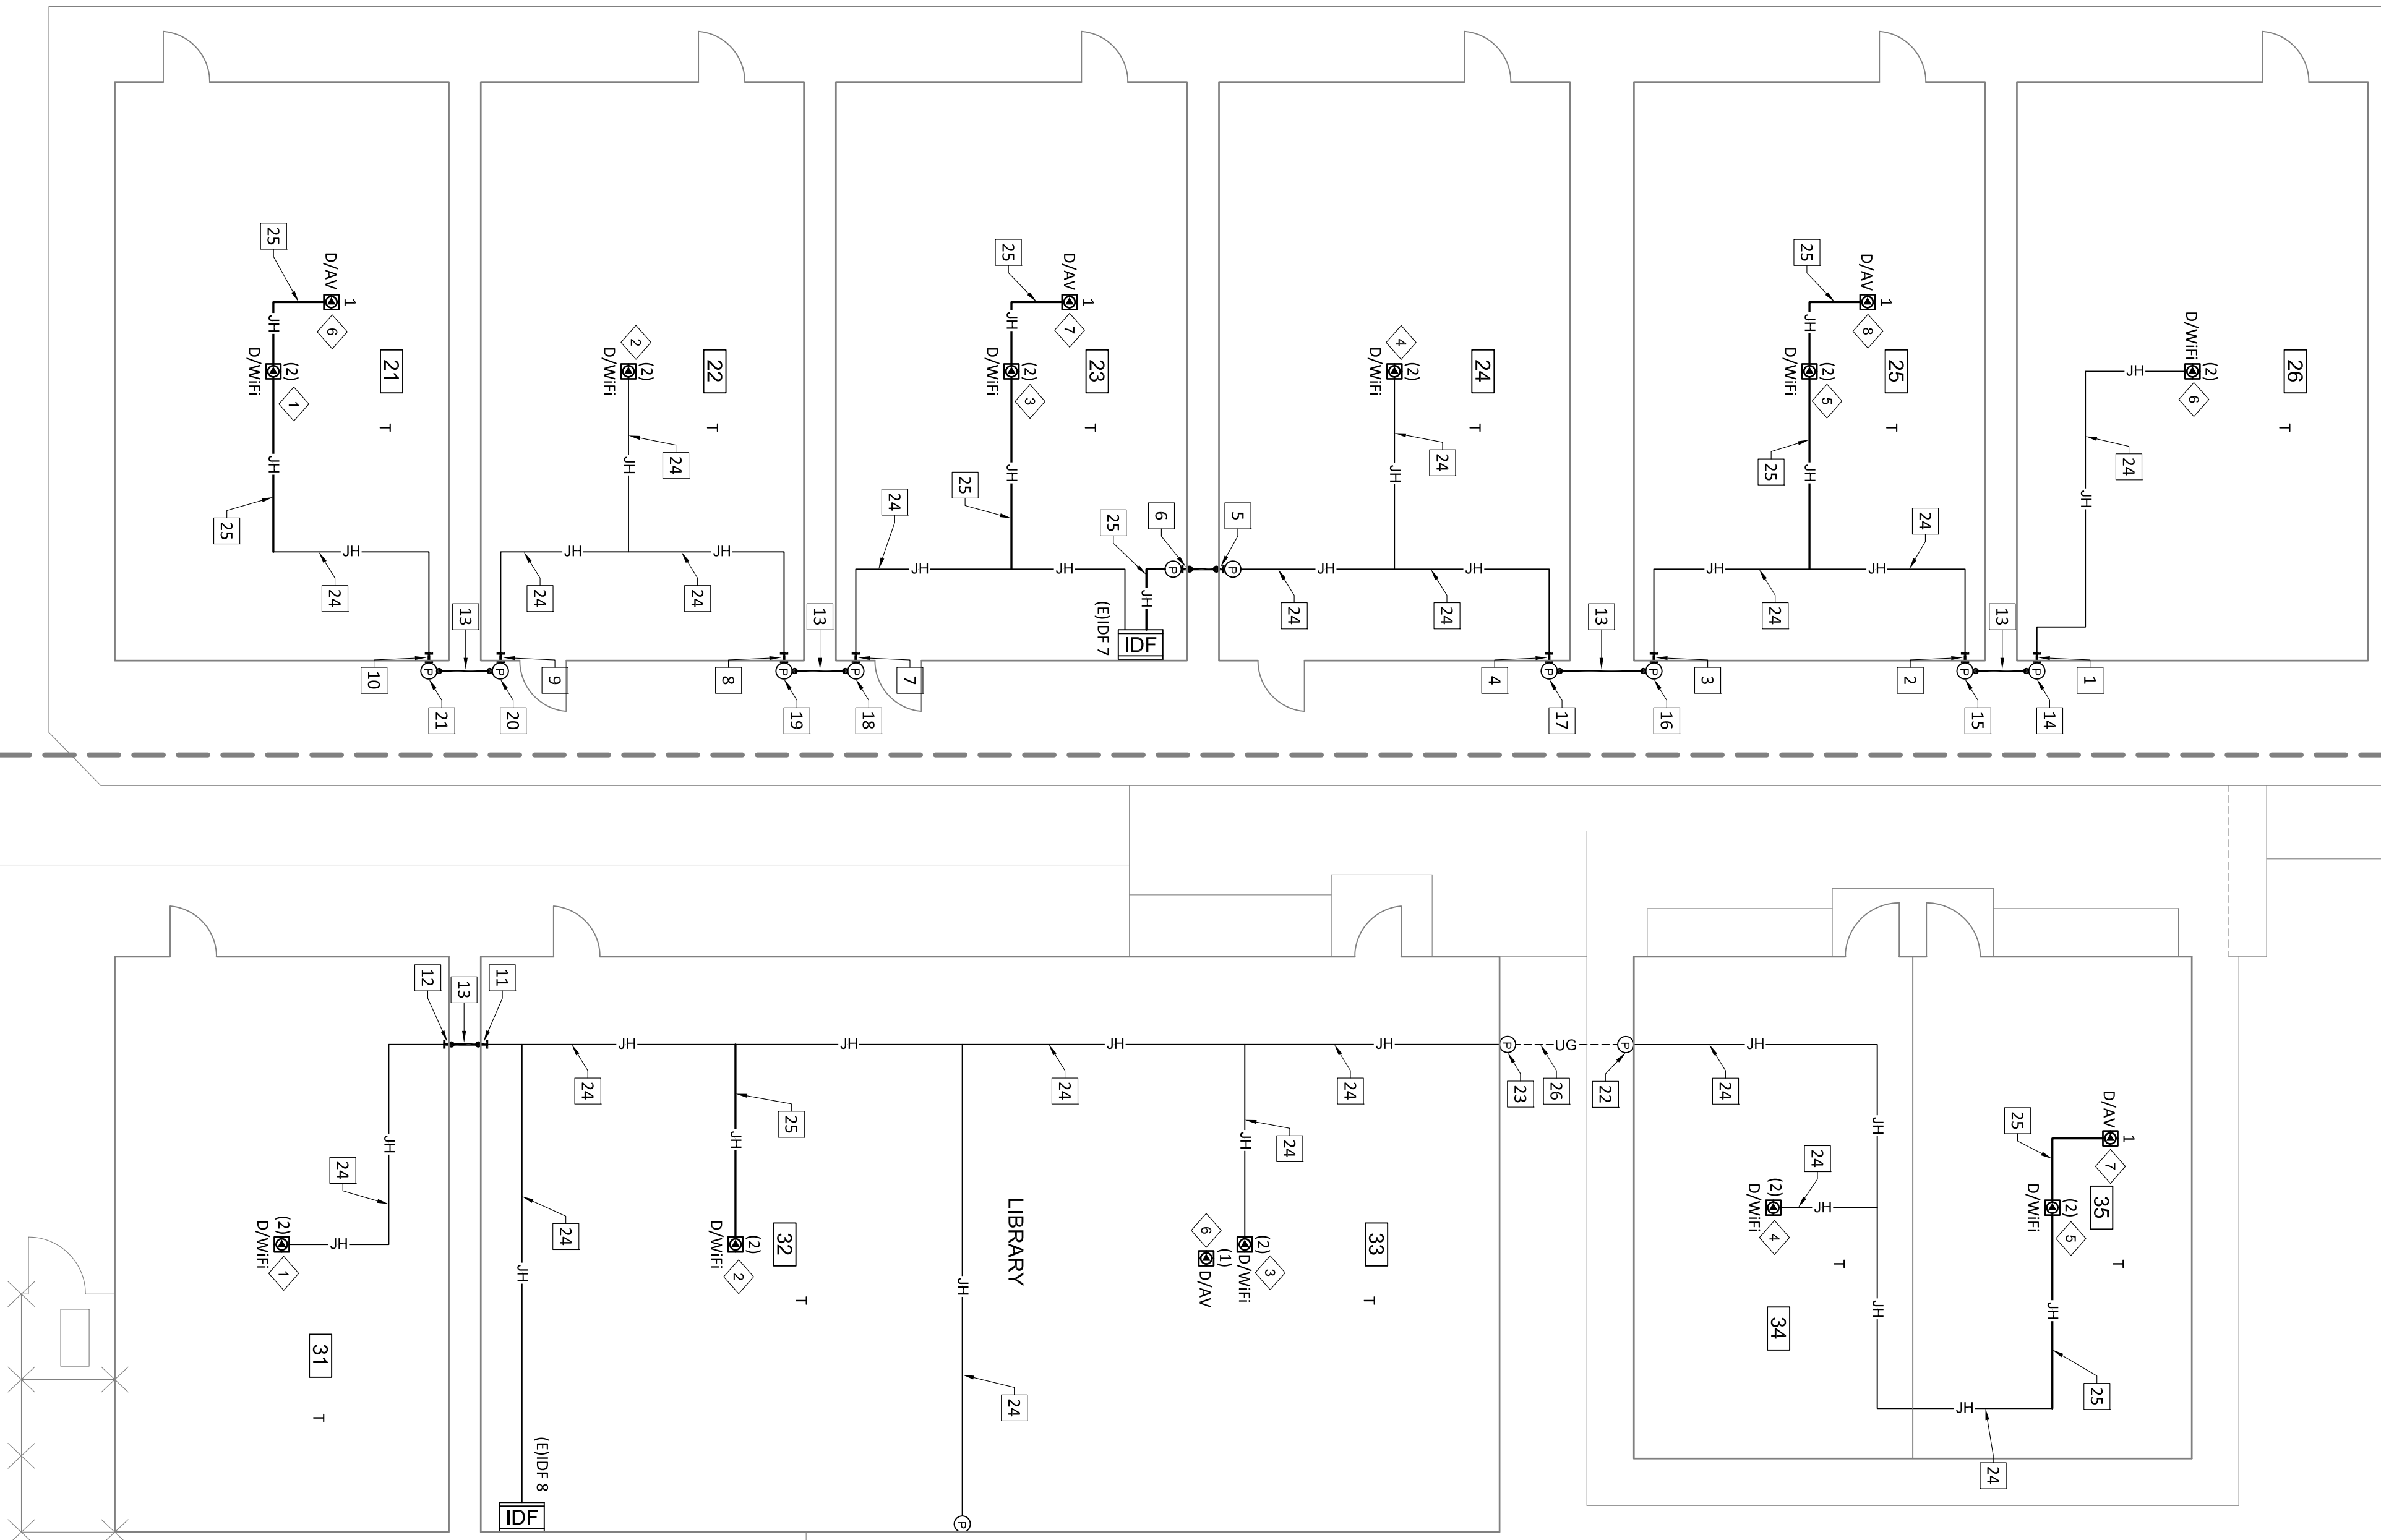 25
D/AV
1
6
JH
D/WiFi
(2)
1
21
T
JH
25
JH
24
10
21
13
2
D/WiFi
(2)
22
T
24
JH
JH
JH
24
24
9
20
8
19
13
25
D/AV
1
7
JH
D/WiFi
(2)
3
23
T
JH
25
24
JH
JH
25
6
P
JH
(E)IDF 7
IDF
7
18
5
P
4
D/WiFi
(2)
24
T
24
JH
JH
JH
24
24
4
17
13
25
D/AV
1
8
JH
D/WiFi
(2)
5
25
T
JH
25
24
JH
JH
24
3
16
2
15
13
D/WiFi
(2)
6
26
T
JH
24
JH
1
14
P
P
P
P
P
P
P
P
12
13
11
JH
24
JH
D/WiFi
(2)
1
31
T
24
JH
JH
JH
JH
24
24
JH
24
(E)IDF 8
IDF
25
JH
D/WiFi
(2)
2
32
T
LIBRARY
JH
24
P
24
JH
6
(1)
D/AV
(2)
D/WiFi
3
33
T
P
UG
P
23
26
22
JH
24
JH
24
JH
D/WiFi
(2)
4
T
34
JH
JH
24
D/AV
1
7
25
35
D/WiFi
(2)
5
T
JH
25